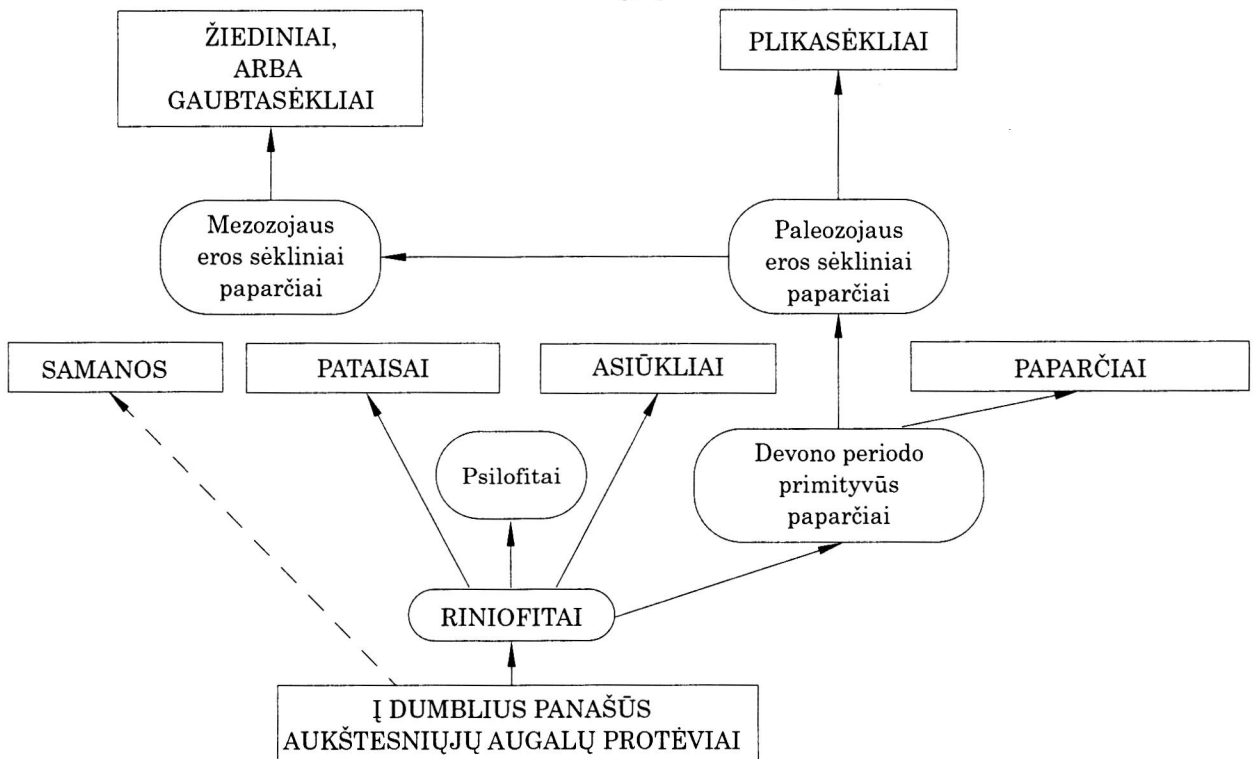 ŽIEDINIAI,
ARBA
GAUBTASĖKLIAI
PLIKASĖKLIAI
Mezozojaus
eros sėkliniai
paparčiai
Paleozojaus
eros sėkliniai
paparčiai
SAMANOS
PATAISAI
ASIŪKLIAI
PAPARČIAI
Psilofitai
Devono periodo
primityvūs
paparčiai
RINIOFITAI
Į DUMBLIUS PANAŠŪS
AUKŠTESNIŲJŲ AUGALŲ PROTĖVIAI